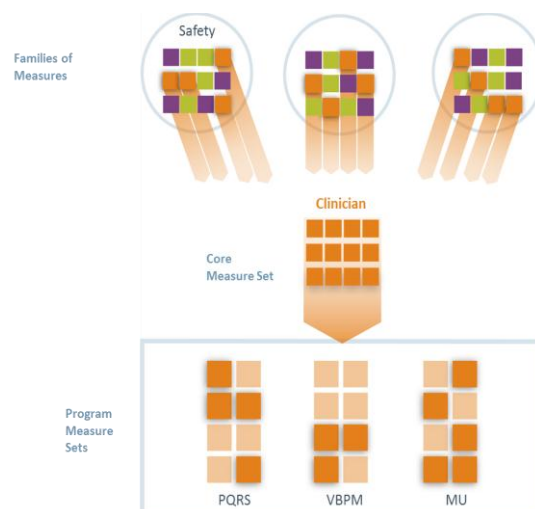 Safety
Families of
Measures
Clinician
Core
Measure Set
Program
Measure
Sets
PQRS
VBPM
MU